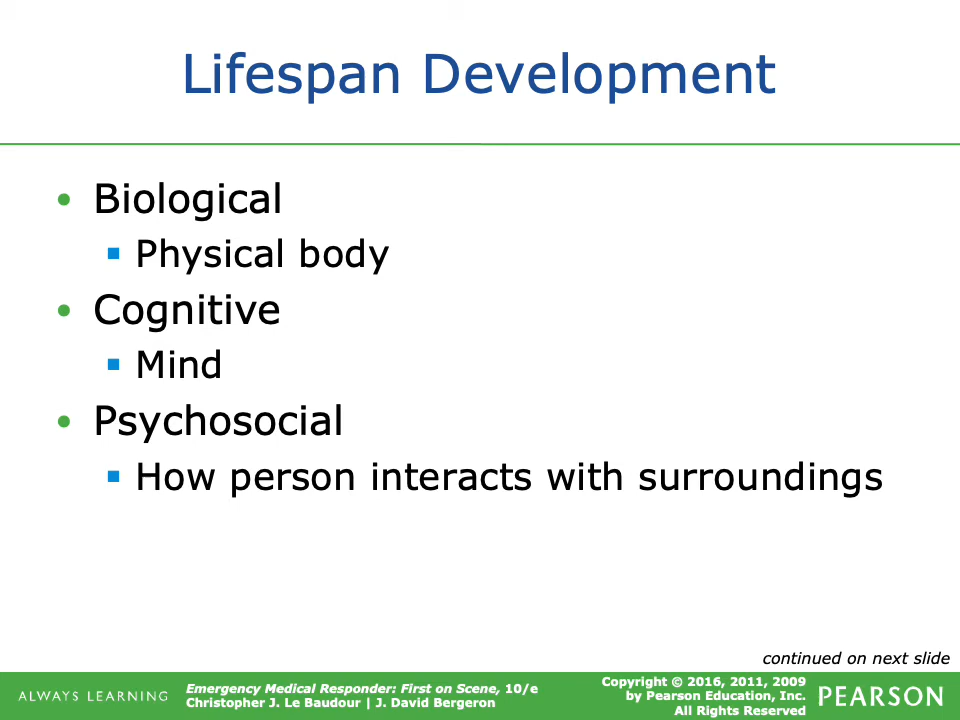 Lifespan Development
• Biological
▪ Physical body
• Cognitive
▪ Mind
• Psychosocial
▪ How person interacts with surroundings
continued on next slide
ALWAYS LEARNING
Emergency Medical Responder: First on Scene, 10/e
Christopher J. Le Baudour | J. David Bergeron
Copyright © 2016, 2011, 2009
by Pearson Education, Inc.
All Rights Reserved
PEARSON